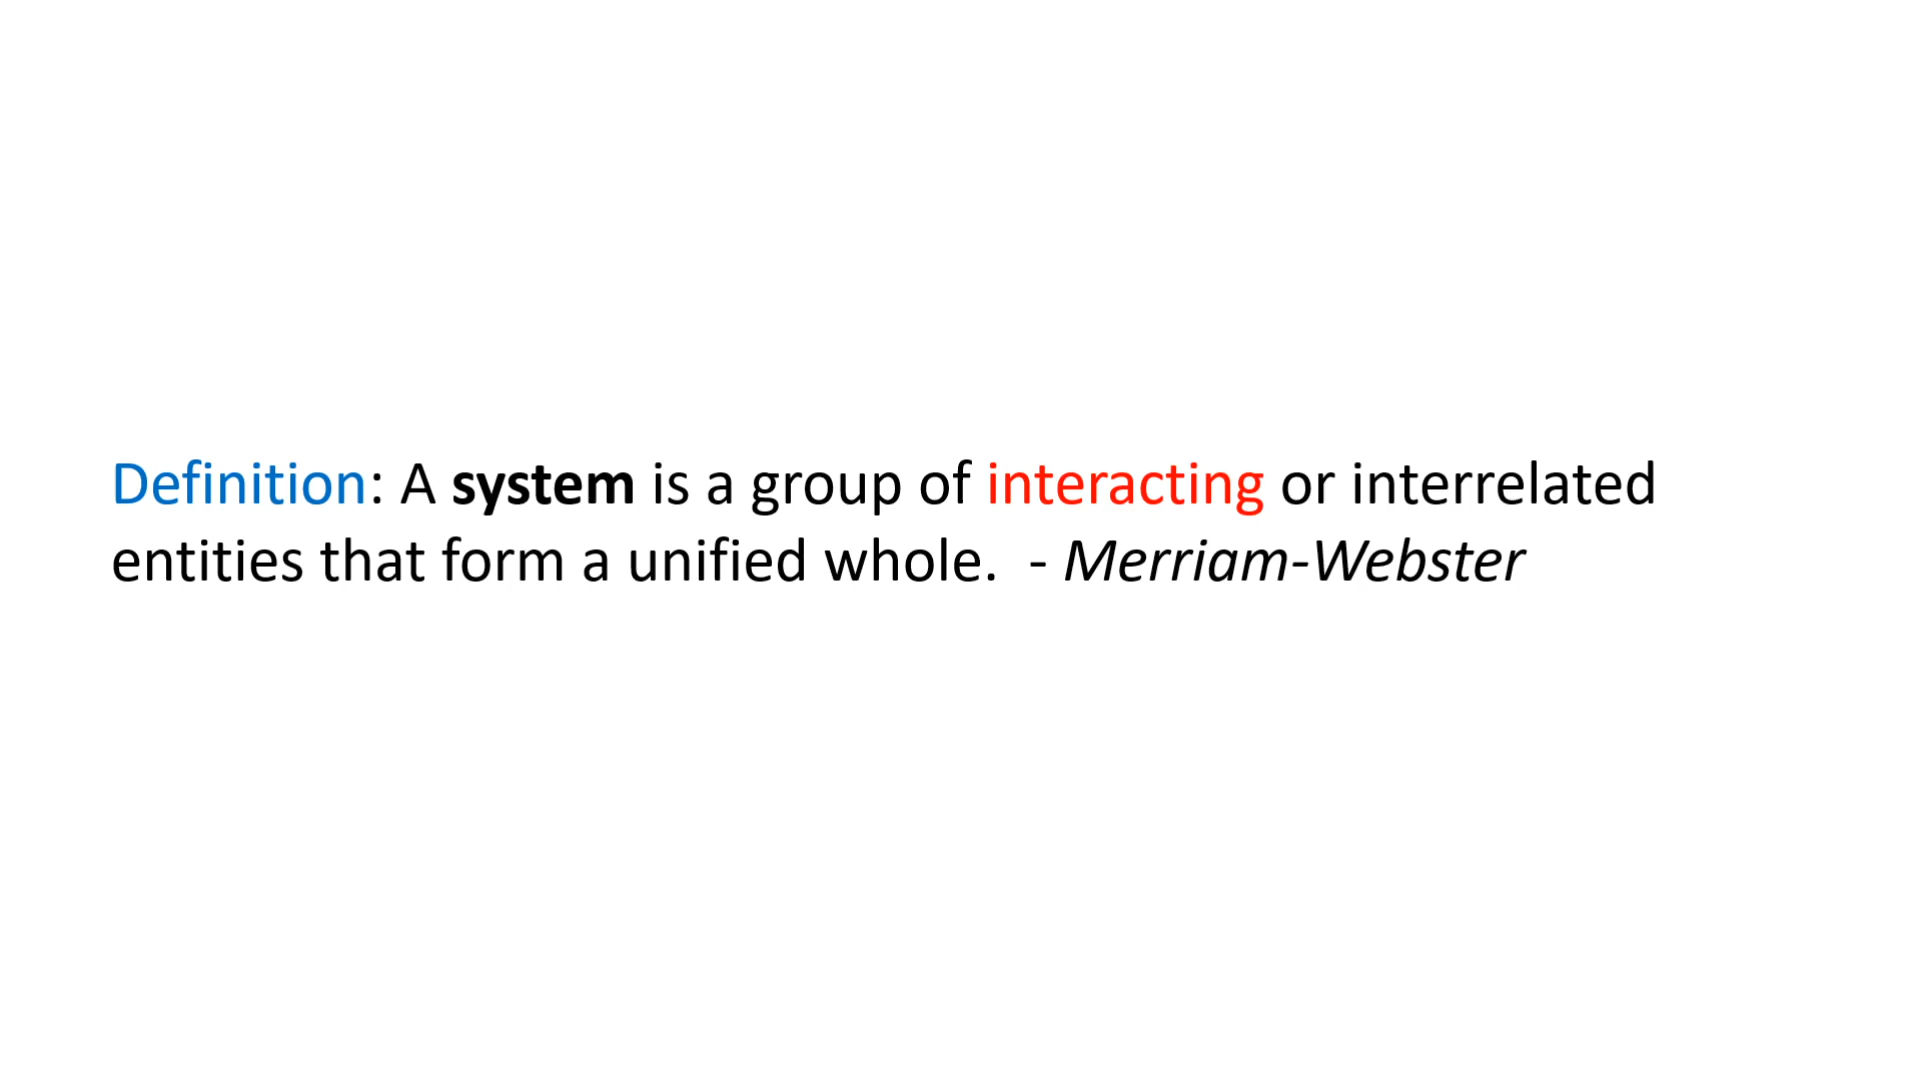 Definition: A system is a group of interacting or interrelated
entities that form a unified whole.  - Merriam-Webster